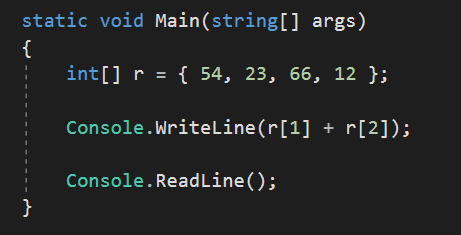 static void Main(string[] args)
{
int[] r = { 54, 23, 66, 12 };
Console.WriteLine(r[1] + r[2]);
Console.ReadLine();
}